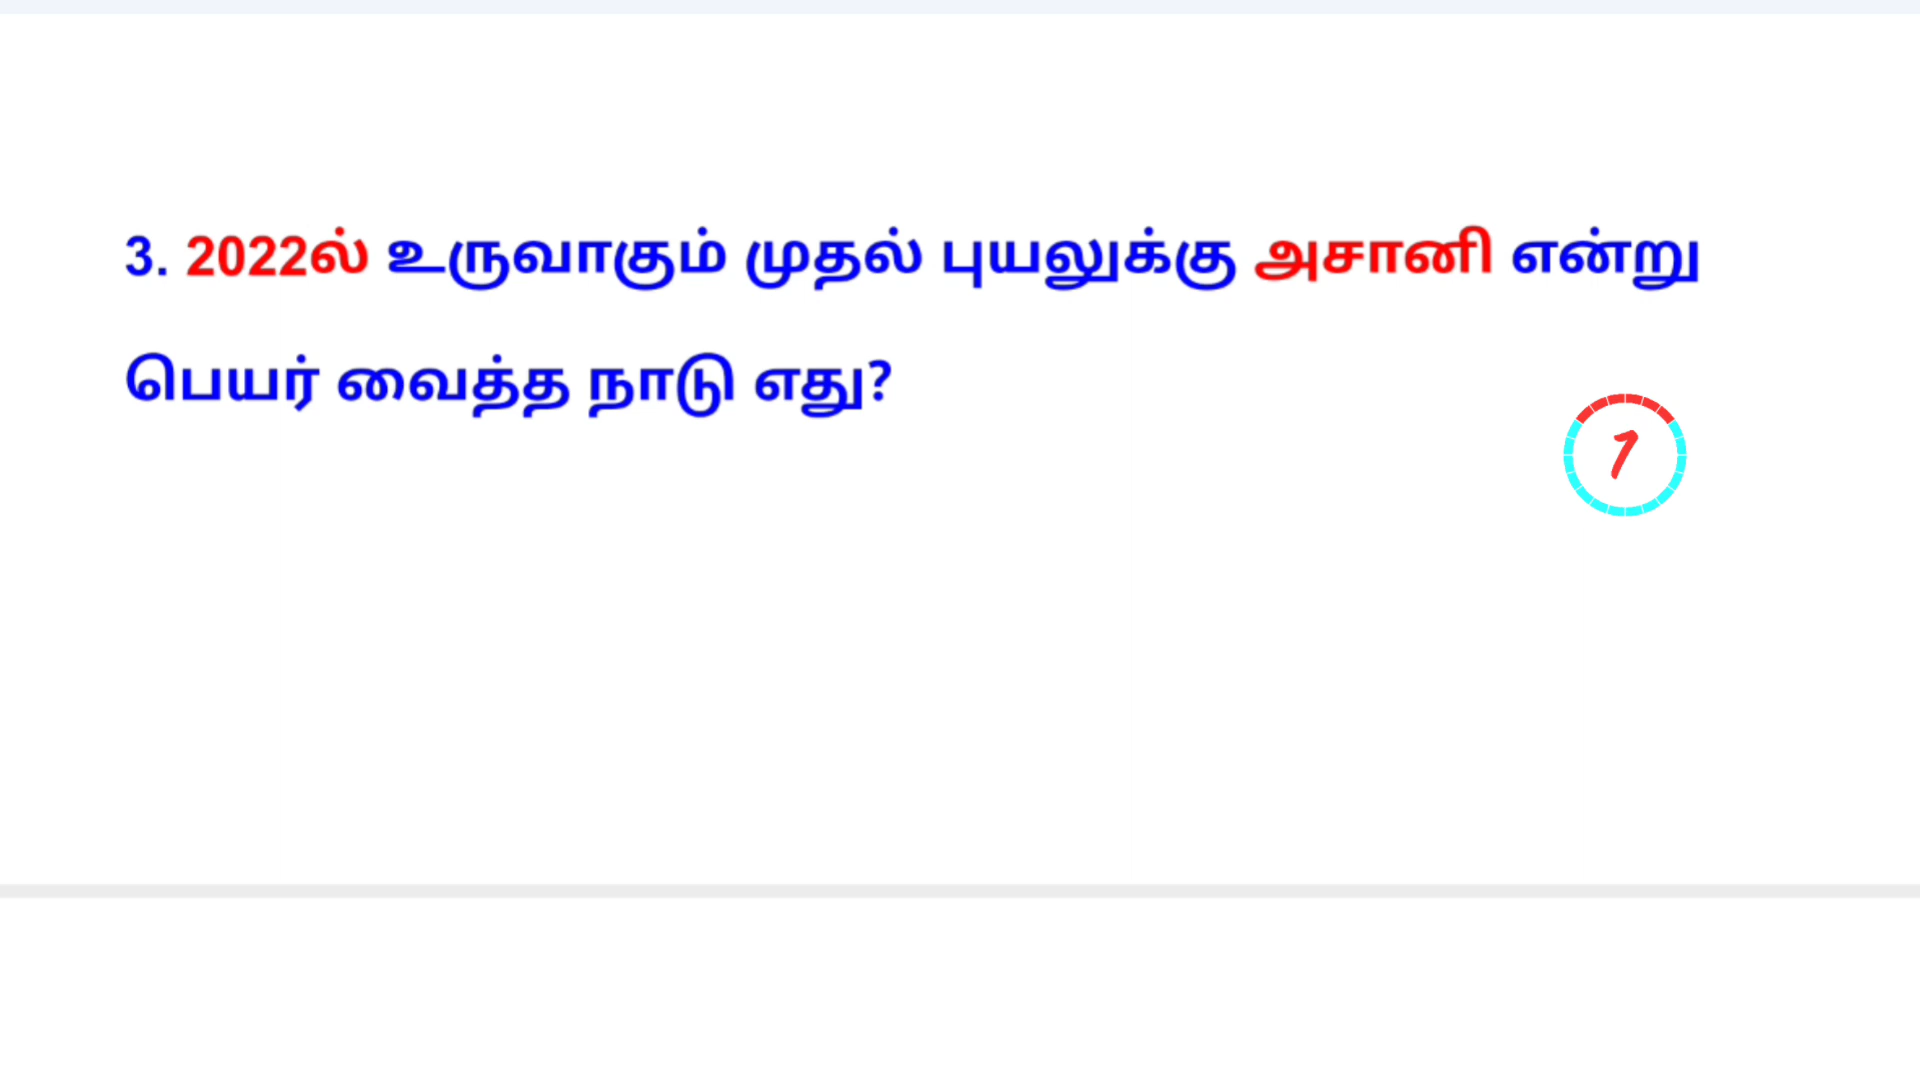 3. 2022ல் உருவாகும் முதல் புயலுக்கு அசானி என்று
பெயர் வைத்த நாடு எது?
1